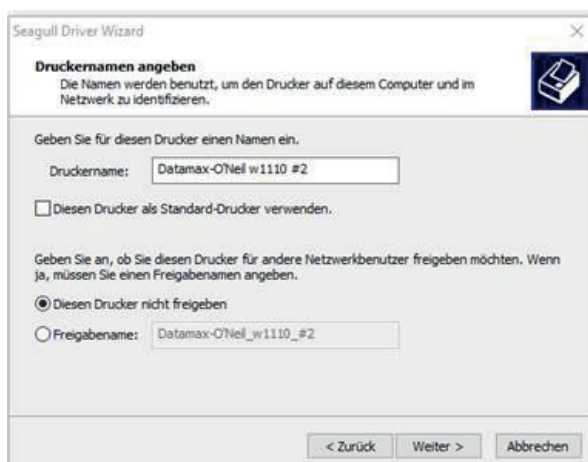 Seagull Driver Wizard
Druckernamen angeben
Die Namen werden benutzt, um den Drucker auf diesem Computer und im
Netzwerk zu identifizieren.
Geben Sie für diesen Drucker einen Namen ein.
Druckername: Datamax-O'Neil w1110 #2
Diesen Drucker als Standard-Drucker verwenden.
Geben Sie an, ob Sie diesen Drucker für andere Netzwerkbenutzer freigeben möchten. Wenn
ja, müssen Sie einen Freigabenamen angeben.
Diesen Drucker nicht freigeben
Freigabename: Datamax-O'Neil_w1110_#2
< Zurück Weiter > Abbrechen